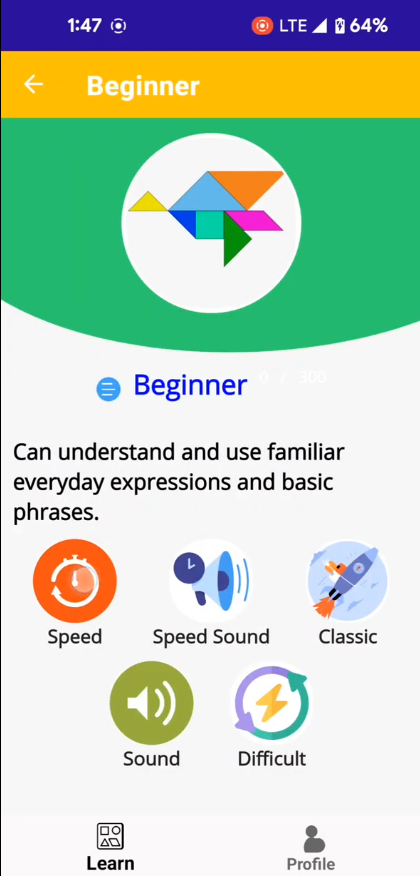 1:47 LTE 64%
Beginner
Beginner 0 / 300
Can understand and use familiar
everyday expressions and basic
phrases.
Speed Speed Sound Classic
Sound Difficult
Learn Profile